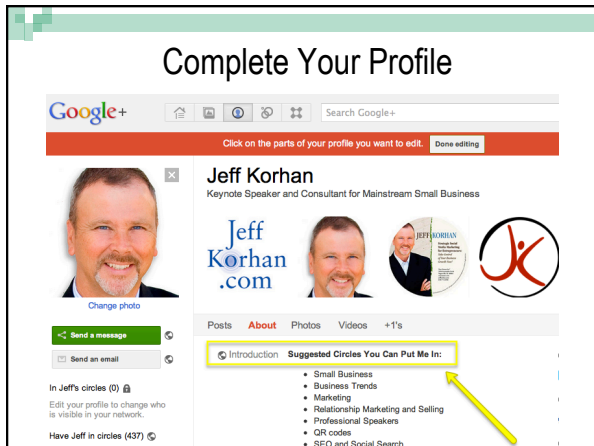 Complete Your Profile
Google+
Search Google+
Click on the parts of your profile you want to edit. Done editing
Jeff Korhan
Keynote Speaker and Consultant for Mainstream Small Business
Jeff
Korhan
.com
JEFF KORHAN
Change photo
Posts About Photos Videos +1's
Send a message
Send an email
Introduction Suggested Circles You Can Put Me In:
• Small Business
• Business Trends
• Marketing
• Relationship Marketing and Selling
• Professional Speakers
• QR codes
• SEO and Social Search
In Jeff's circles (0)
Edit your profile to change who
is visible in your network.
Have Jeff in circles (437)